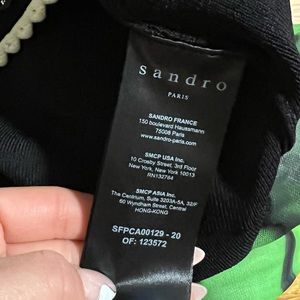 sandro
PARIS
SANDRO FRANCE
150 boulevard Haussmann
75008 Paris
www.sandro-paris.com
SMCP USA Inc.
10 Crosby Street, 3rd Floor
New York, New York 10013
RN132784
SMCP ASIA Inc.
The Centrium, Suite 3203A-5A, 32/F
60 Wyndham Street, Central
HONG-KONG
SFPCA00129 - 20
OF: 123572